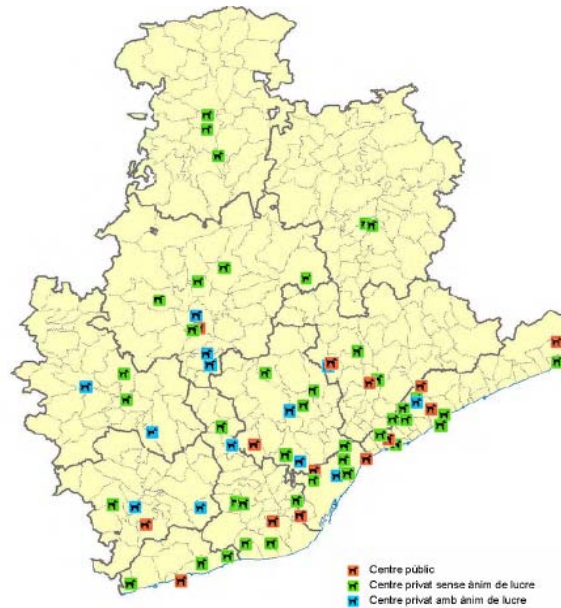 Centre públic
Centre privat sense ànim de lucre
Centre privat amb ànim de lucre